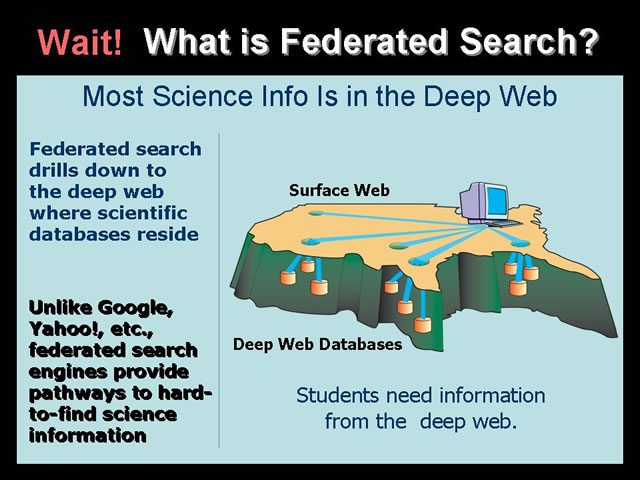 Wait! What is Federated Search?
Most Science Info Is in the Deep Web
Federated search
drills down to
the deep web
where scientific
databases reside
Unlike Google,
Yahoo!, etc.,
federated search
engines provide
pathways to hard-
to-find science
information
Surface Web
Deep Web Databases
Students need information
from the deep web.